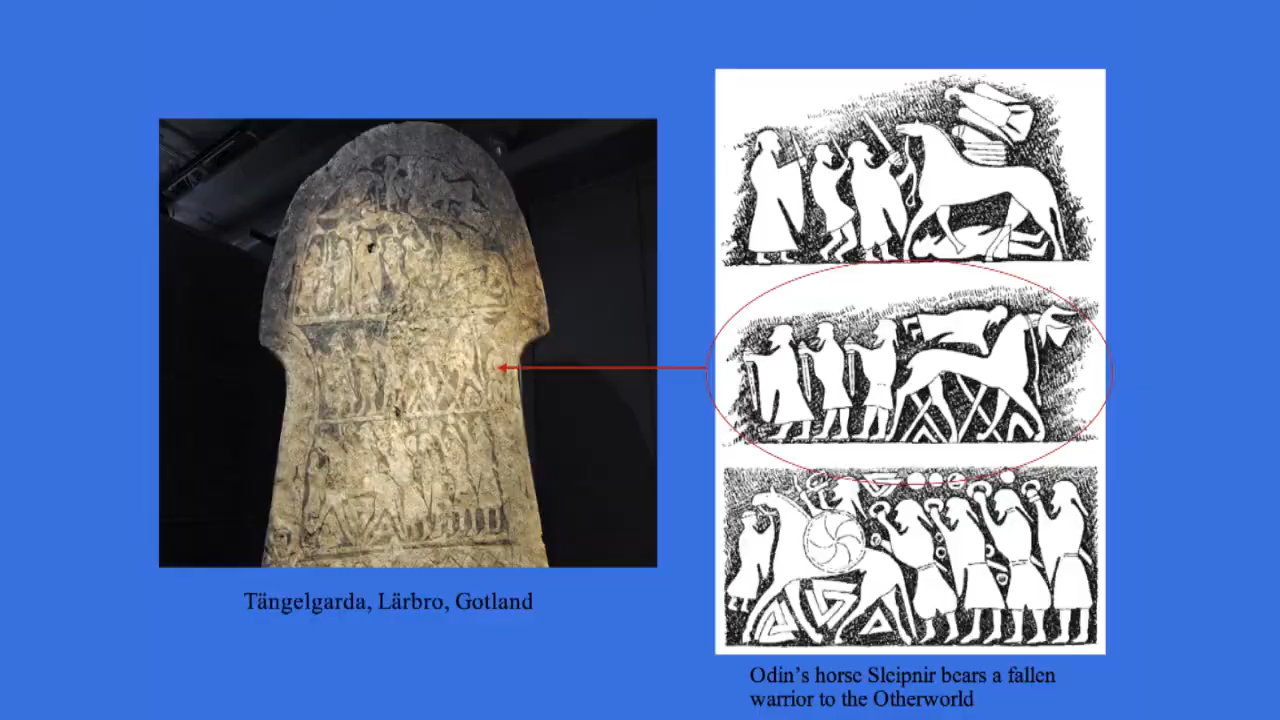 Tängelgarda, Lärbro, Gotland
Odin's horse Sleipnir bears a fallen
warrior to the Otherworld